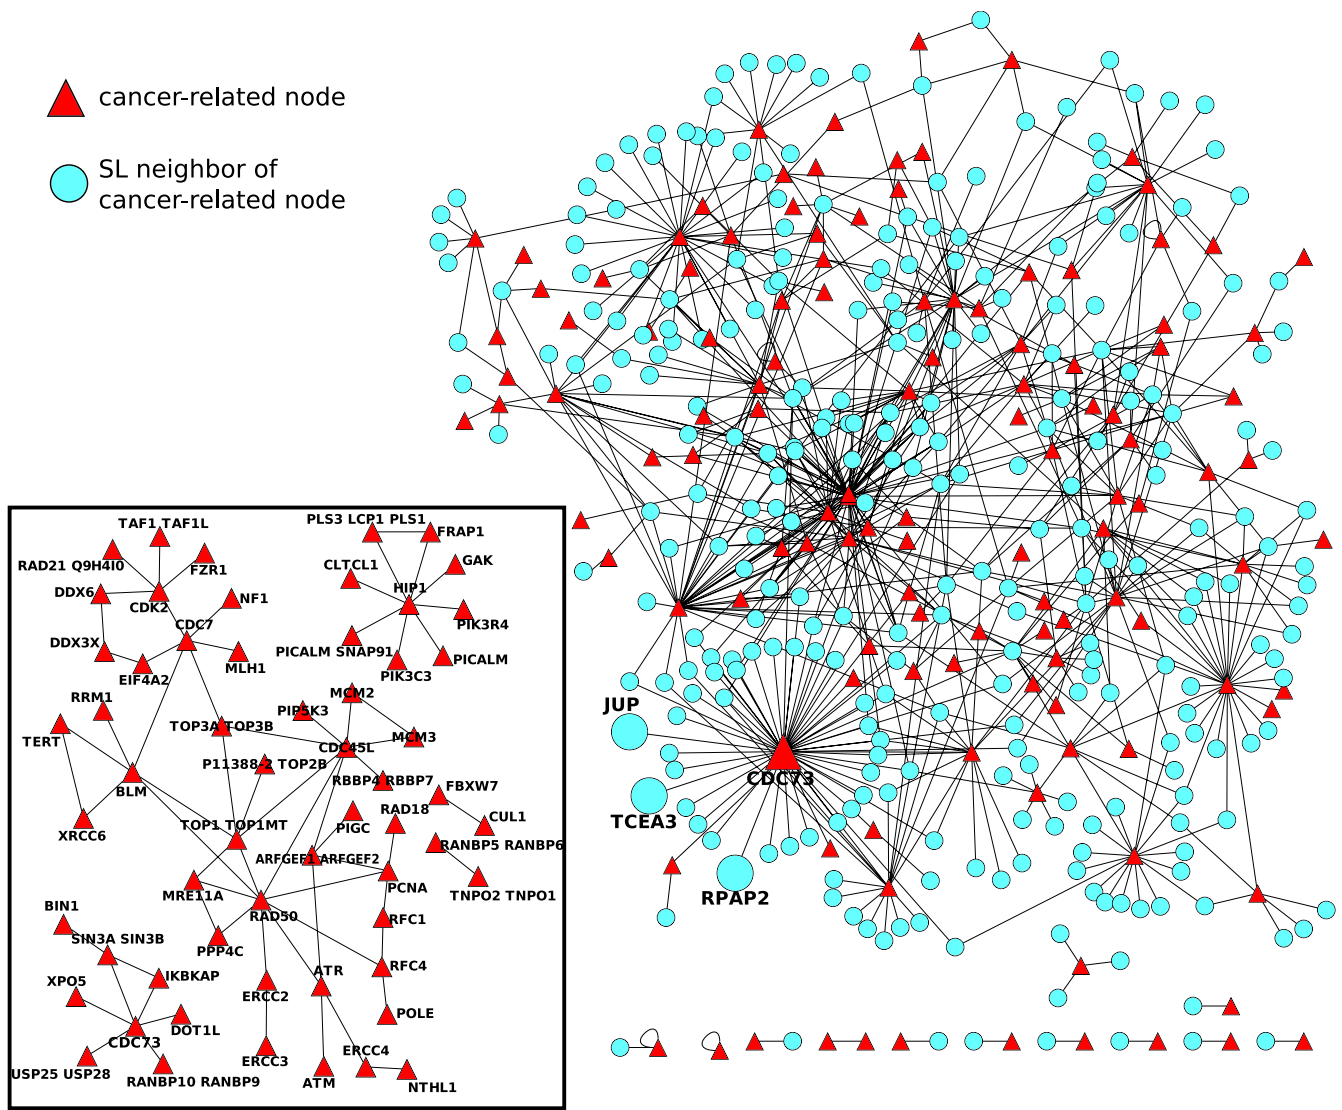 cancer-related node
SL neighbor of
cancer-related node
JUP
CDC73
TCEA3
RPAP2
TAF1 TAF1L
PLS3 LCP1 PLS1
FRAP1
RAD21 Q9H4I0
FZR1
CLTCL1
GAK
DDX6
CDK2
NF1
HIP1
CDC7
PIK3R4
DDX3X
MLH1
PICALM SNAP91
PICALM
EIF4A2
PIK3C3
RRM1
MCM2
PIP5K3
TERT
TOP3A TOP3B
MCM3
CDC45L
P11388-2 TOP2B
BLM
RBBP4 RBBP7
FBXW7
XRCC6
TOP1 TOP1MT
PIGC
RAD18
CUL1
RANBP5 RANBP6
ARFGEF1 ARFGEF2
MRE11A
PCNA
TNPO2 TNPO1
BIN1
RAD50
RFC1
SIN3A SIN3B
PPP4C
IKBKAP
ATR
RFC4
XPO5
ERCC2
DOT1L
POLE
CDC73
ERCC3
ERCC4
USP25 USP28
RANBP10 RANBP9
ATM
NTHL1